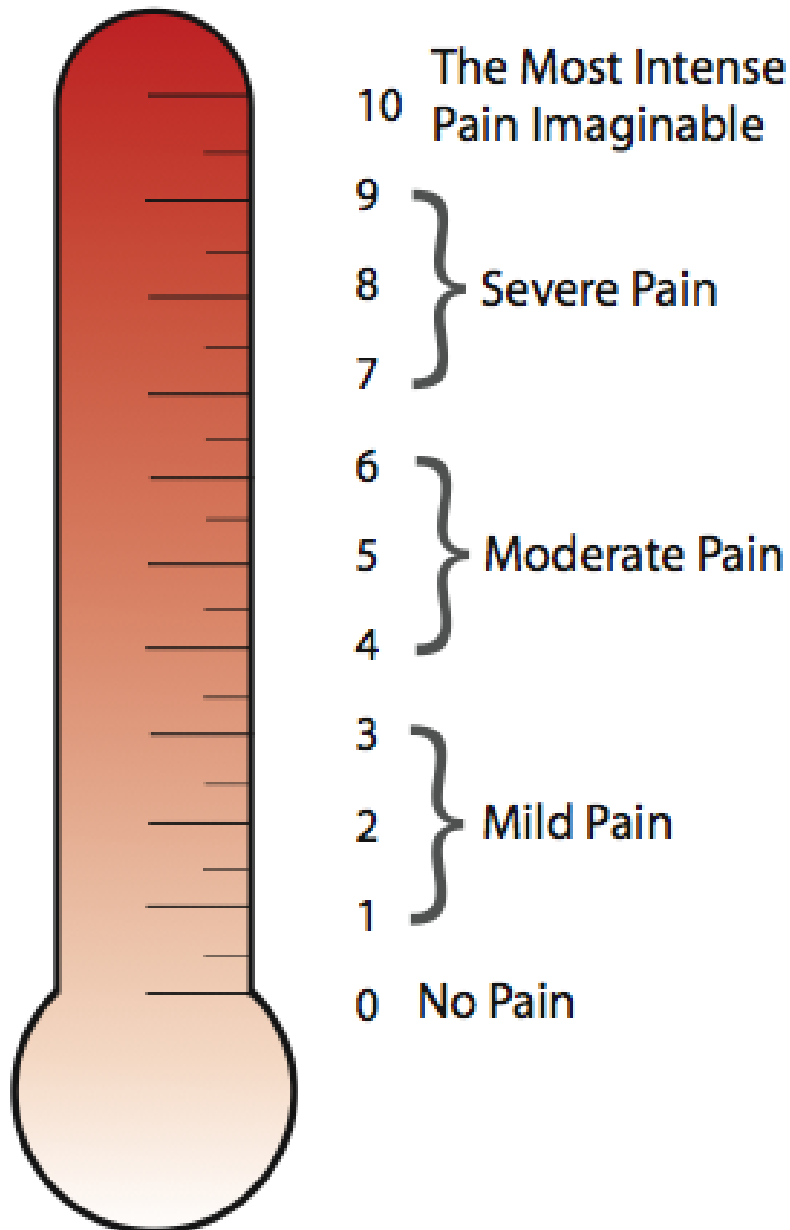 10 The Most Intense
Pain Imaginable
9
8 Severe Pain
7
6
5 Moderate Pain
4
3
2 Mild Pain
1
0 No Pain